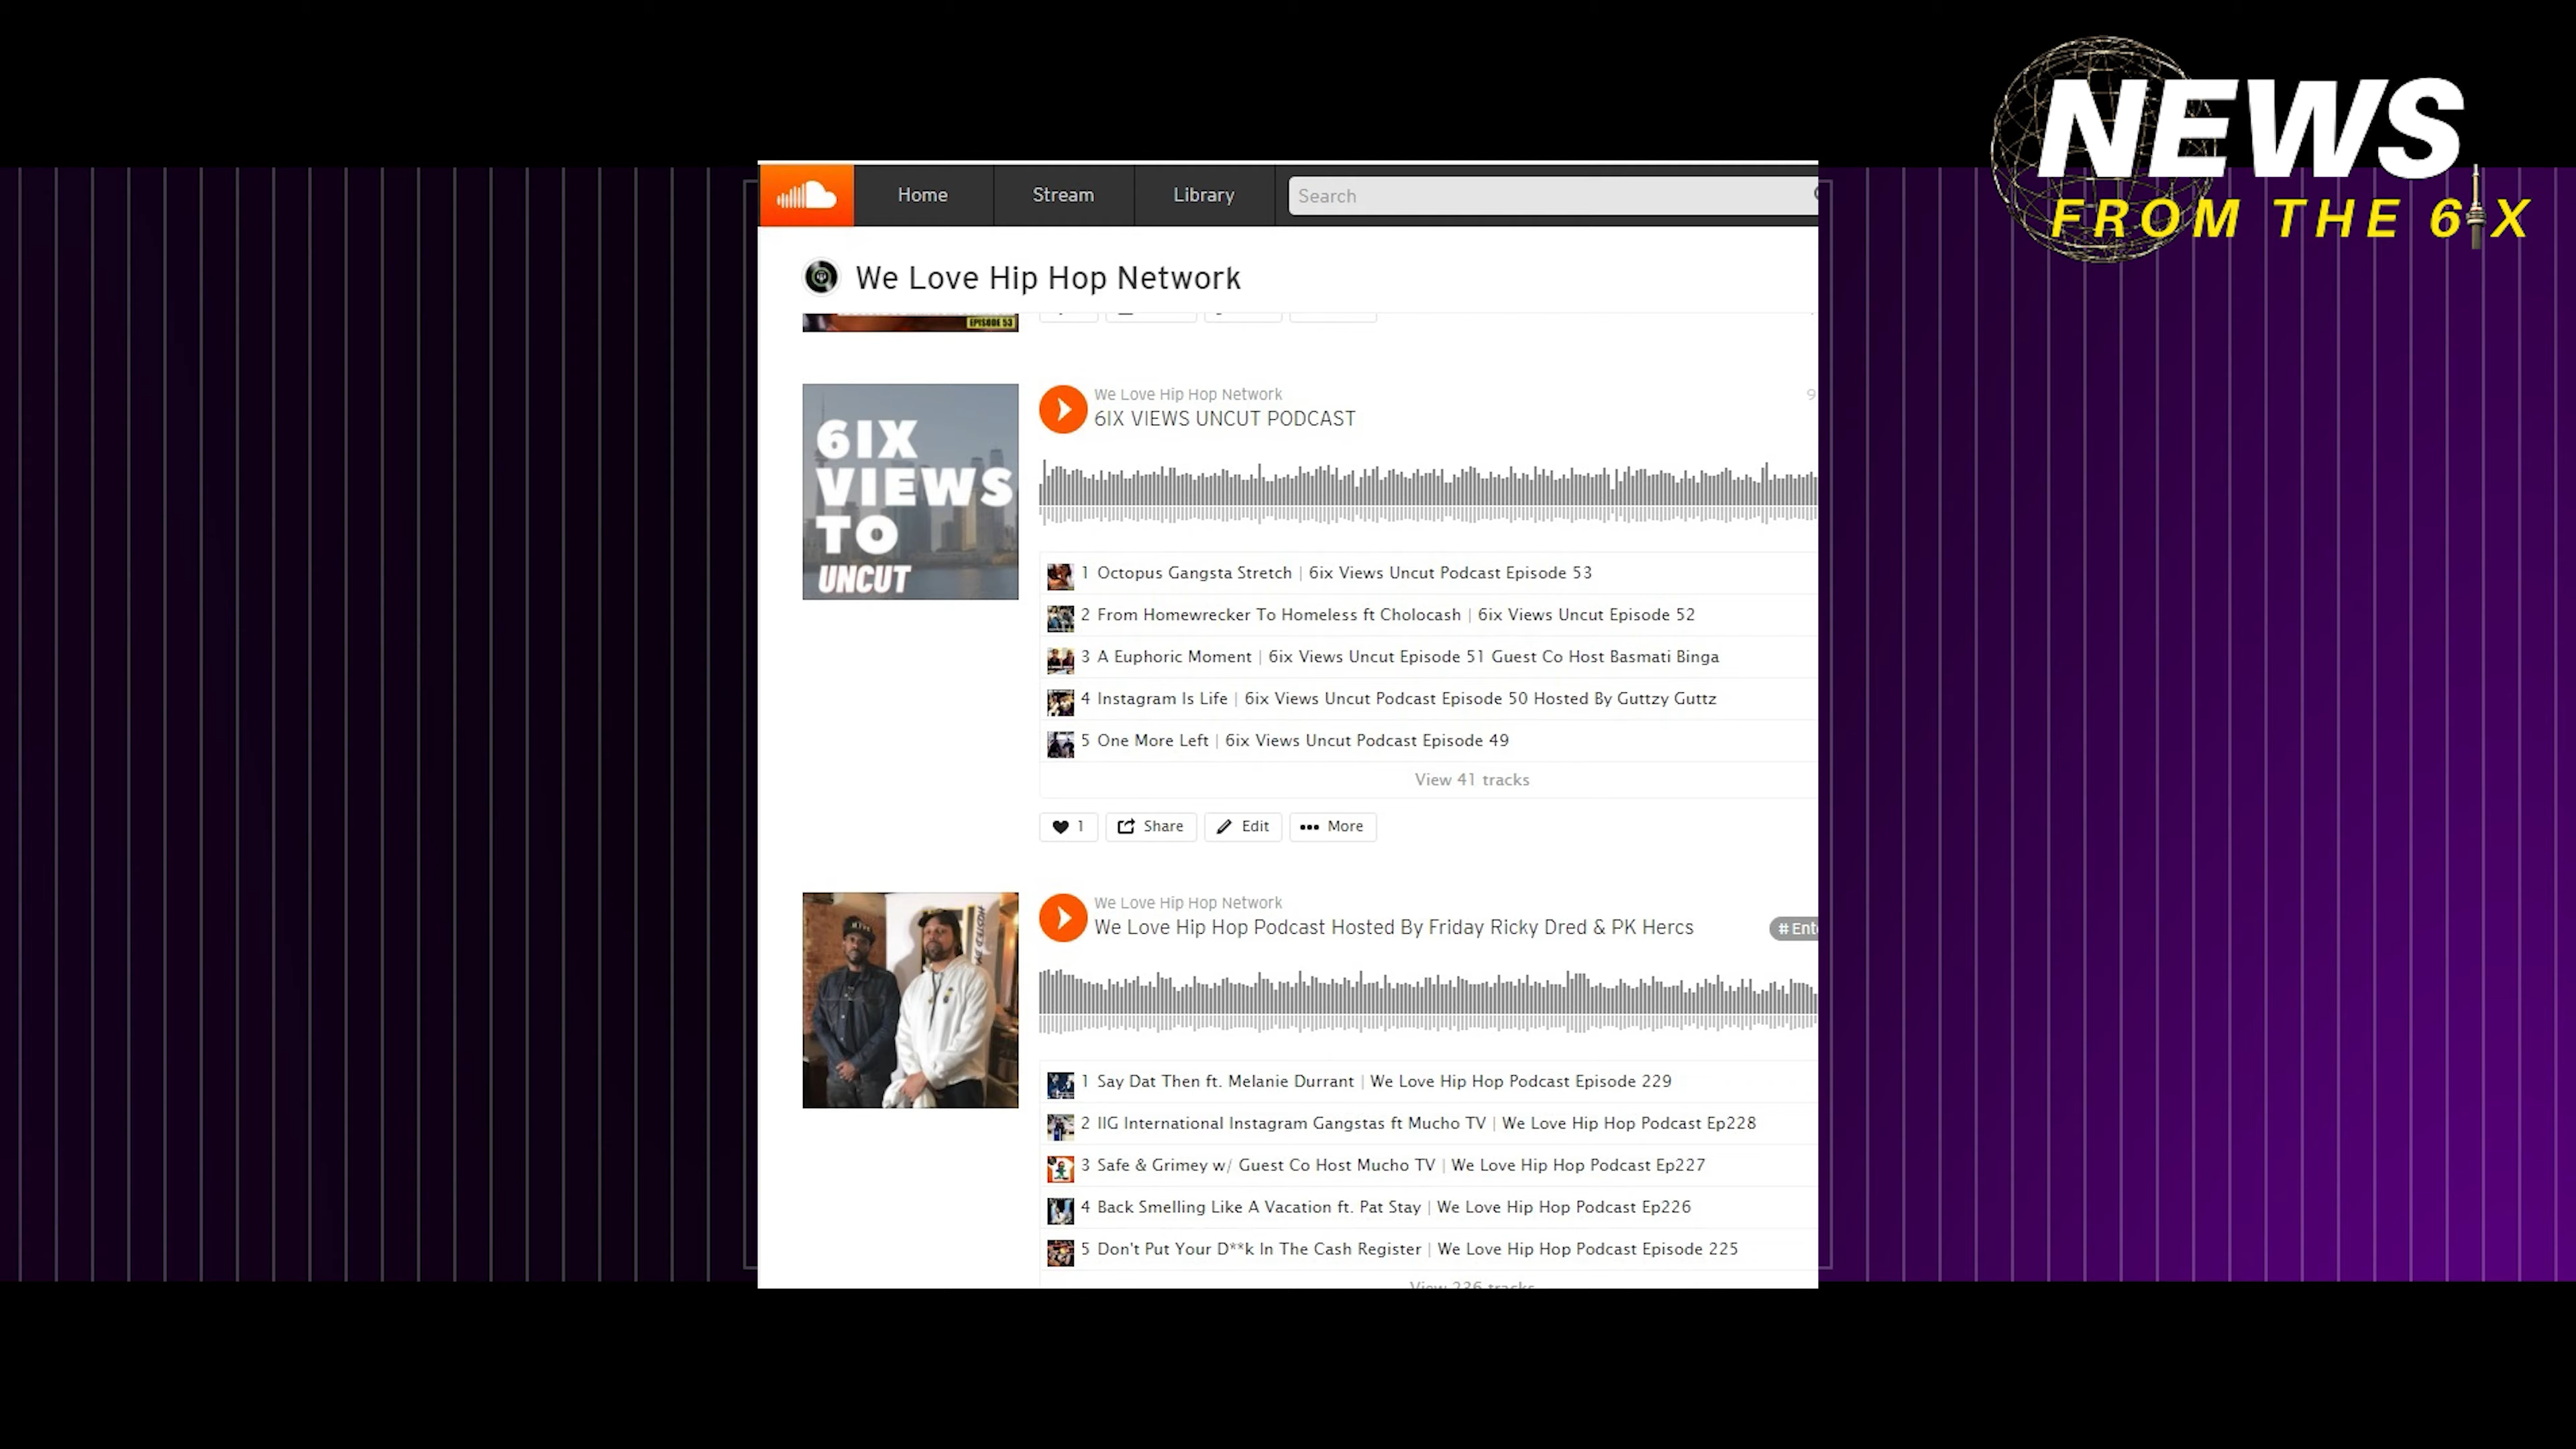 NEWS
FROM THE 6IX
Home Stream Library Search
We Love Hip Hop Network
EPISODE 53
6IX
VIEWS
TO
UNCUT
We Love Hip Hop Network
9
6IX VIEWS UNCUT PODCAST
1 Octopus Gangsta Stretch | 6ix Views Uncut Podcast Episode 53
2 From Homewrecker To Homeless ft Cholocash | 6ix Views Uncut Episode 52
3 A Euphoric Moment | 6ix Views Uncut Episode 51 Guest Co Host Basmati Binga
4 Instagram Is Life | 6ix Views Uncut Podcast Episode 50 Hosted By Guttzy Guttz
5 One More Left | 6ix Views Uncut Podcast Episode 49
View 41 tracks
1 Share Edit More
We Love Hip Hop Network
We Love Hip Hop Podcast Hosted By Friday Ricky Dred & PK Hercs
# Ent
1 Say Dat Then ft. Melanie Durrant | We Love Hip Hop Podcast Episode 229
2 IIG International Instagram Gangstas ft Mucho TV | We Love Hip Hop Podcast Ep228
3 Safe & Grimey w/ Guest Co Host Mucho TV | We Love Hip Hop Podcast Ep227
4 Back Smelling Like A Vacation ft. Pat Stay | We Love Hip Hop Podcast Ep226
5 Don't Put Your D**k In The Cash Register | We Love Hip Hop Podcast Episode 225
View 236 tracks